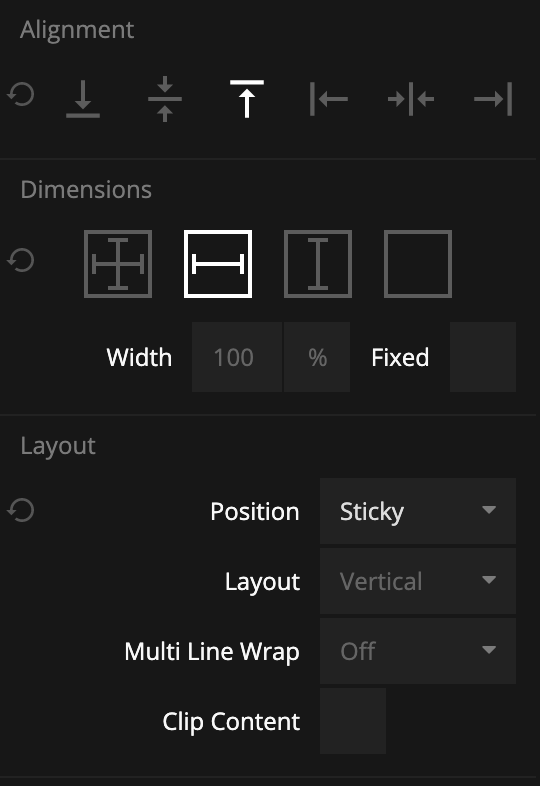 Alignment
Dimensions
Width 100 % Fixed
Layout
Position Sticky
Layout Vertical
Multi Line Wrap Off
Clip Content